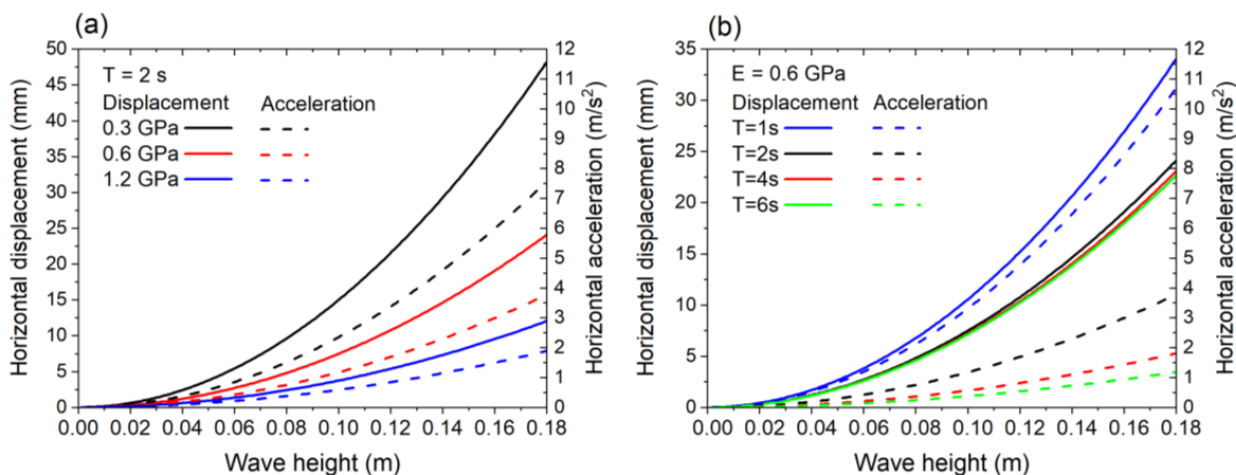 (a)
Horizontal displacement (mm)
50
45
40
35
30
25
20
15
10
5
0
T = 2 s
Displacement Acceleration
0.3 GPa
0.6 GPa
1.2 GPa
12
11
10
9
8
7
6
5
4
3
2
1
0
Horizontal acceleration (m/s²)
0.00 0.02 0.04 0.06 0.08 0.10 0.12 0.14 0.16 0.18
Wave height (m)
(b)
Horizontal displacement (mm)
35
30
25
20
15
10
5
0
E = 0.6 GPa
Displacement Acceleration
T=1s
T=2s
T=4s
T=6s
12
11
10
9
8
7
6
5
4
3
2
1
0
Horizontal acceleration (m/s²)
0.00 0.02 0.04 0.06 0.08 0.10 0.12 0.14 0.16 0.18
Wave height (m)